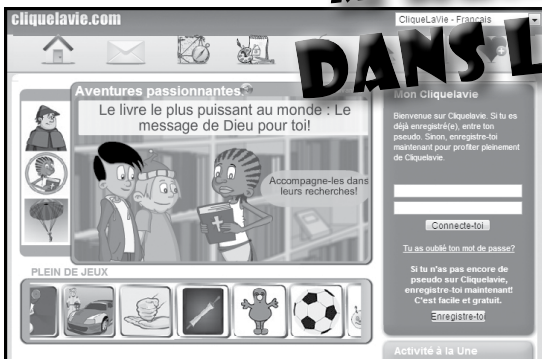 cliquelavie.com
CliqueLaVie - Français
DANS L
Aventures passionnantes
Le livre le plus puissant au monde : Le
message de Dieu pour toi!
Accompagne-les dans
leurs recherches!
PLEIN DE JEUX
Mon Cliquelavie
Bienvenue sur Cliquelavie. Si tu es
déjà enregistré(e), entre ton
pseudo. Sinon, enregistre-toi
maintenant pour profiter pleinement
de Cliquelavie.
Connecte-toi
Tu as oublié ton mot de passe?
Si tu n'as pas encore de
pseudo sur Cliquelavie,
enregistre-toi maintenant!
C'est facile et gratuit.
Enregistre-toi
Activité à la Une